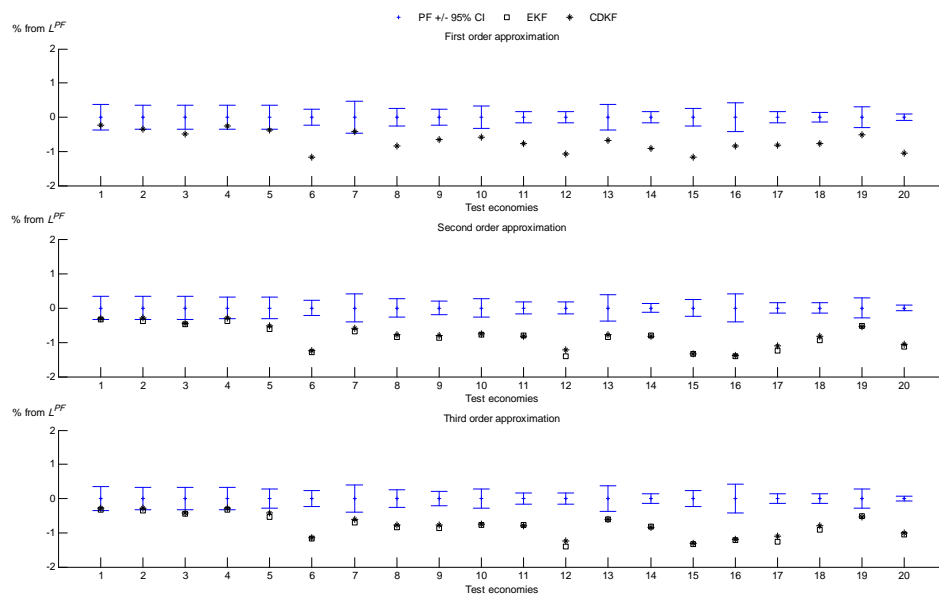 PF +/- 95% CI EKF CDKF
% from L^PF
First order approximation
2
1
0
-1
-2
1 2 3 4 5 6 7 8 9 10 11 12 13 14 15 16 17 18 19 20
Test economies
% from L^PF
Second order approximation
2
1
0
-1
-2
1 2 3 4 5 6 7 8 9 10 11 12 13 14 15 16 17 18 19 20
Test economies
% from L^PF
Third order approximation
2
1
0
-1
-2
1 2 3 4 5 6 7 8 9 10 11 12 13 14 15 16 17 18 19 20
Test economies